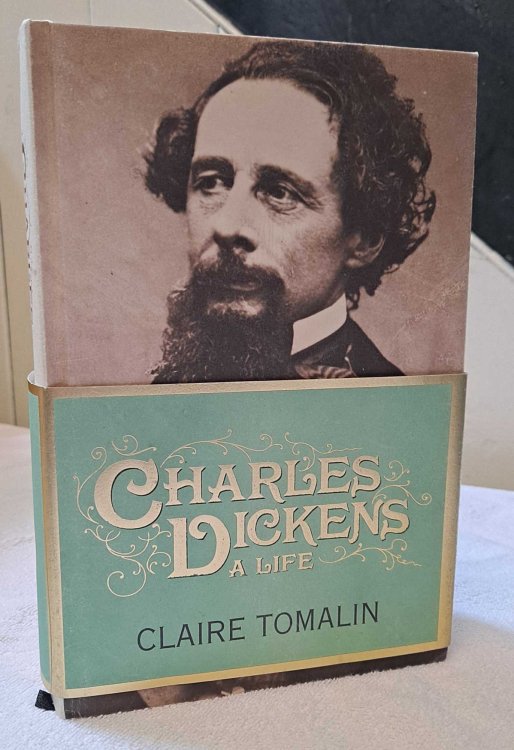 CHARLES
DICKENS
A LIFE
CLAIRE TOMALIN